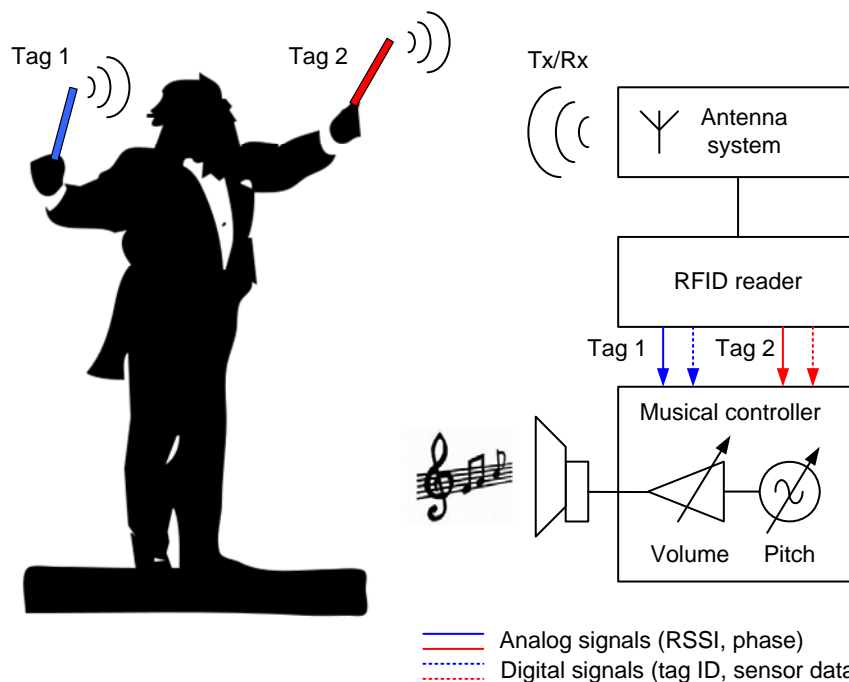 Tag 1
Tag 2
Tx/Rx
Antenna
system
RFID reader
Tag 1
Tag 2
Musical controller
Volume
Pitch
Analog signals (RSSI, phase)
Digital signals (tag ID, sensor data